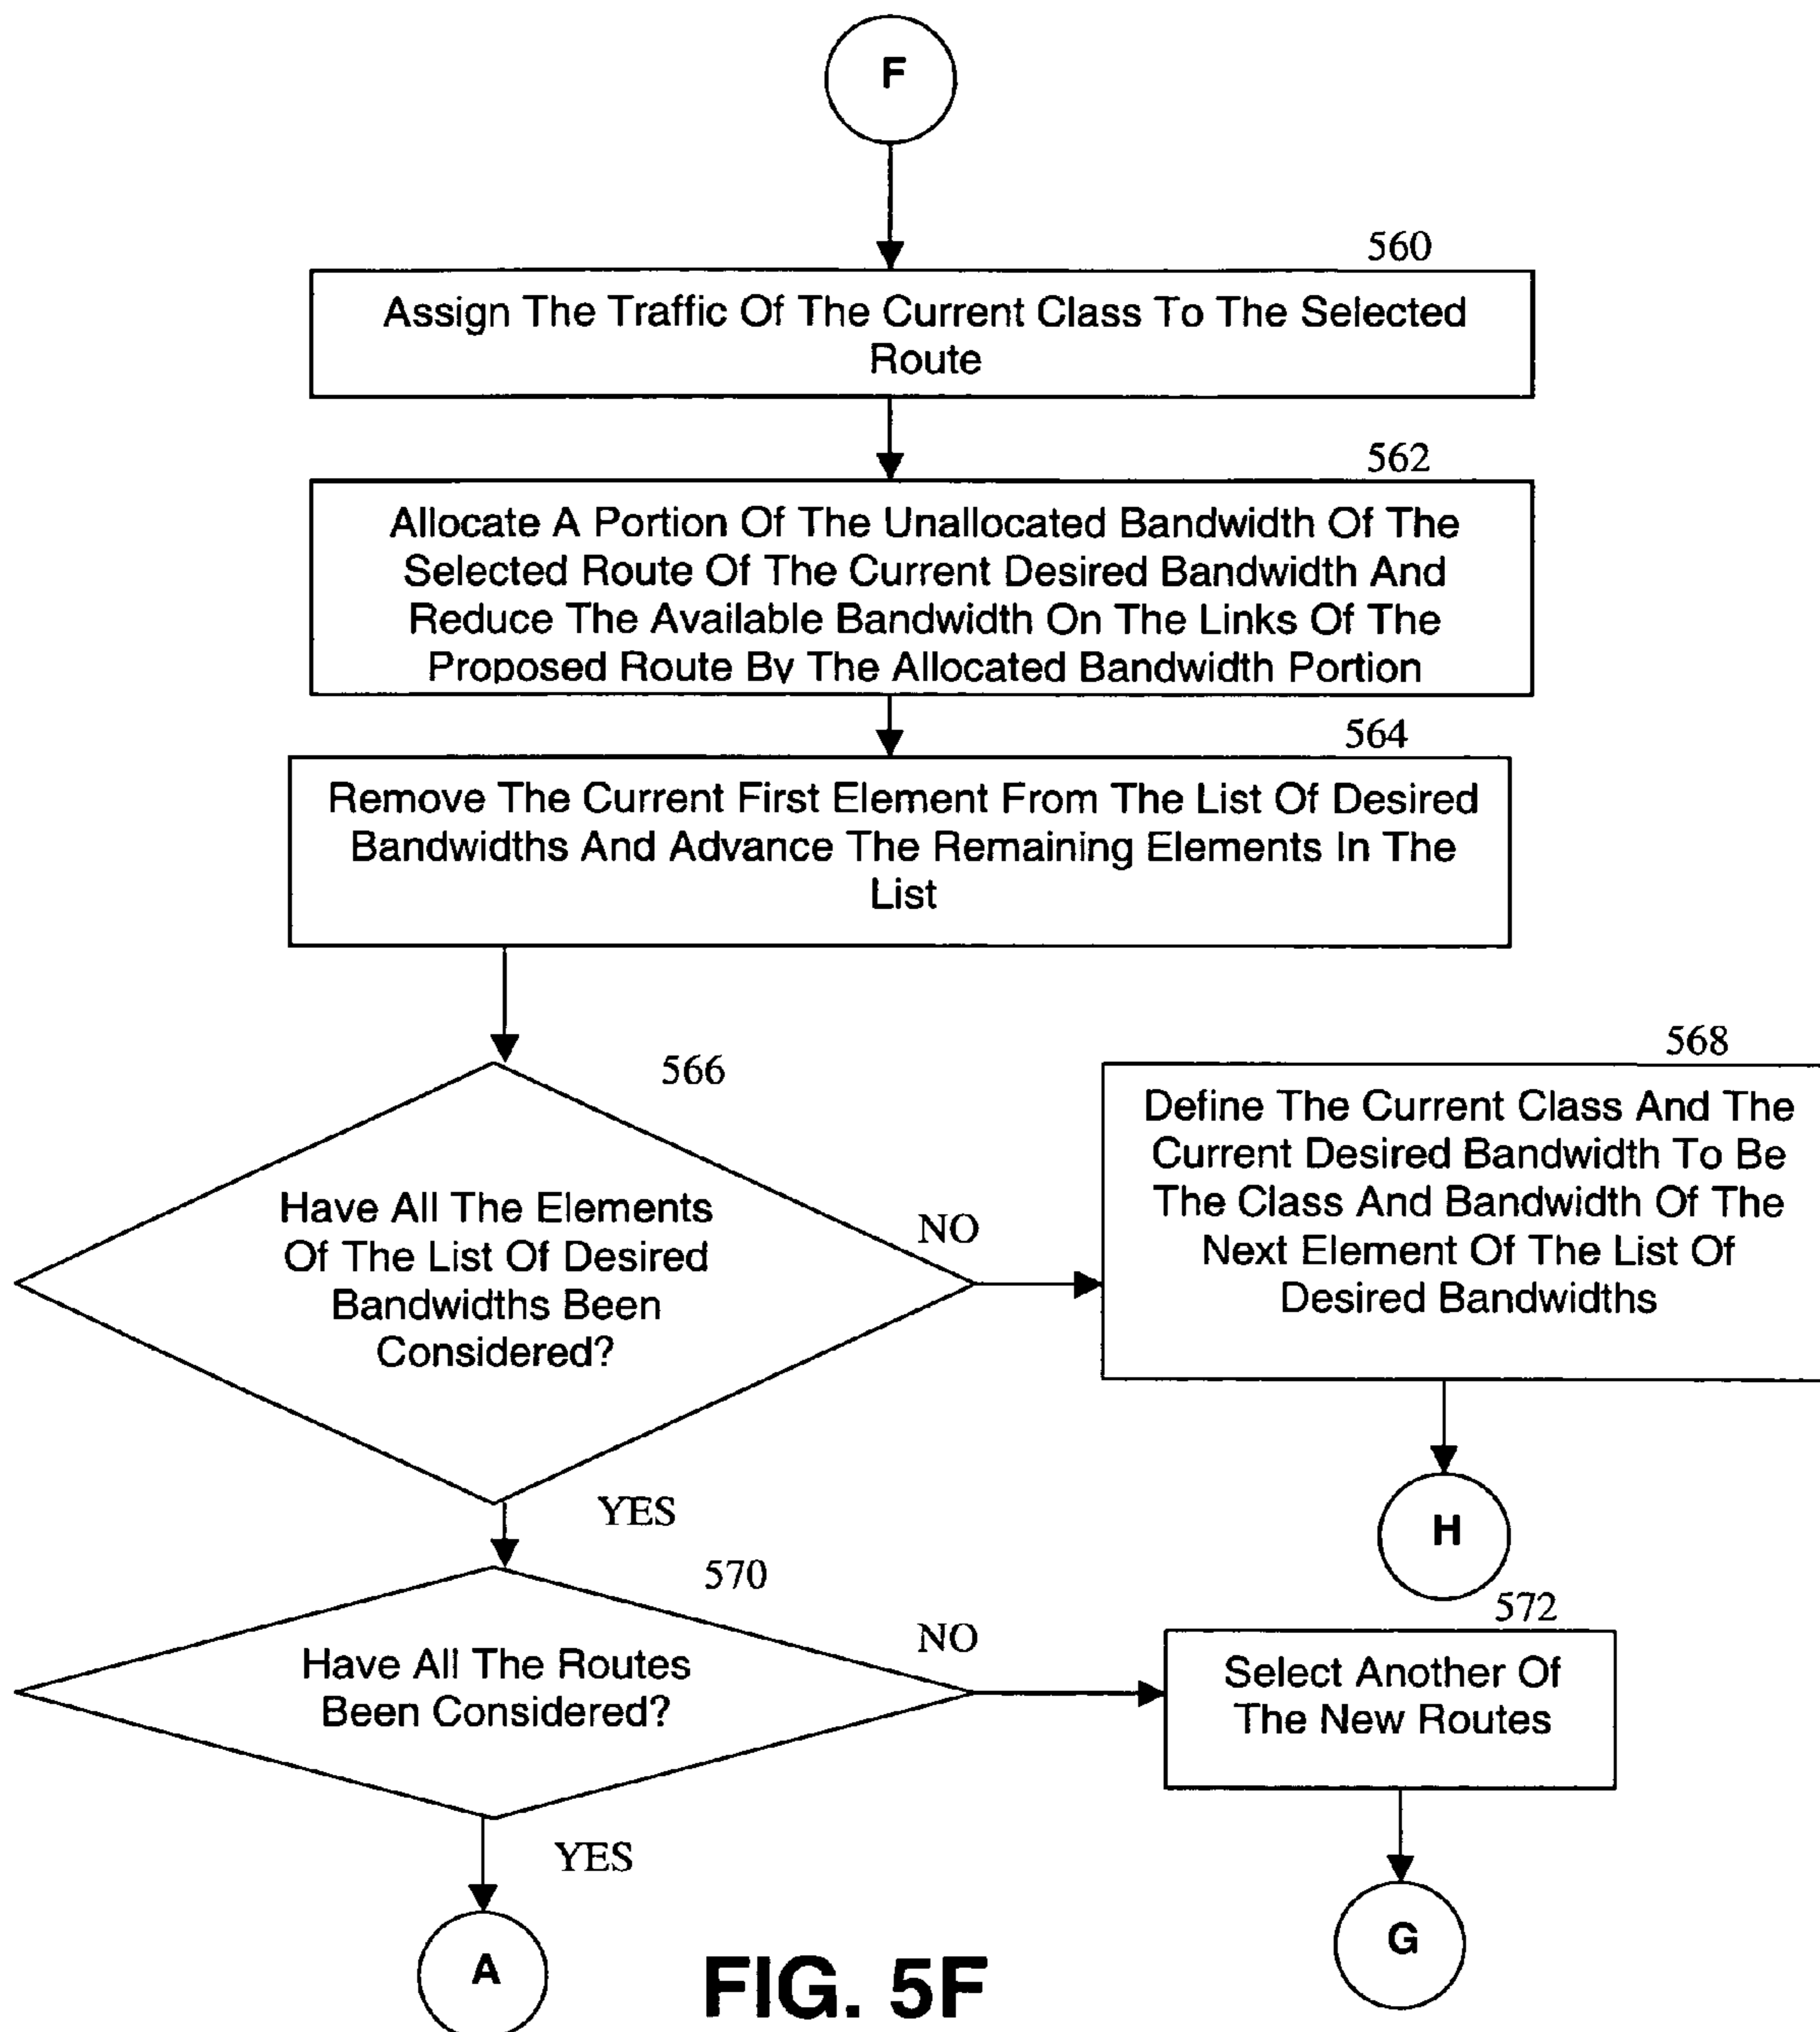 F
560
Assign The Traffic Of The Current Class To The Selected
Route
562
Allocate A Portion Of The Unallocated Bandwidth Of The
Selected Route Of The Current Desired Bandwidth And
Reduce The Available Bandwidth On The Links Of The
Proposed Route By The Allocated Bandwidth Portion
564
Remove The Current First Element From The List Of Desired
Bandwidths And Advance The Remaining Elements In The
List
566
Have All The Elements
Of The List Of Desired
Bandwidths Been
Considered?
NO
568
Define The Current Class And The
Current Desired Bandwidth To Be
The Class And Bandwidth Of The
Next Element Of The List Of
Desired Bandwidths
H
YES
570
Have All The Routes
Been Considered?
NO
572
Select Another Of
The New Routes
G
YES
A
FIG. 5F